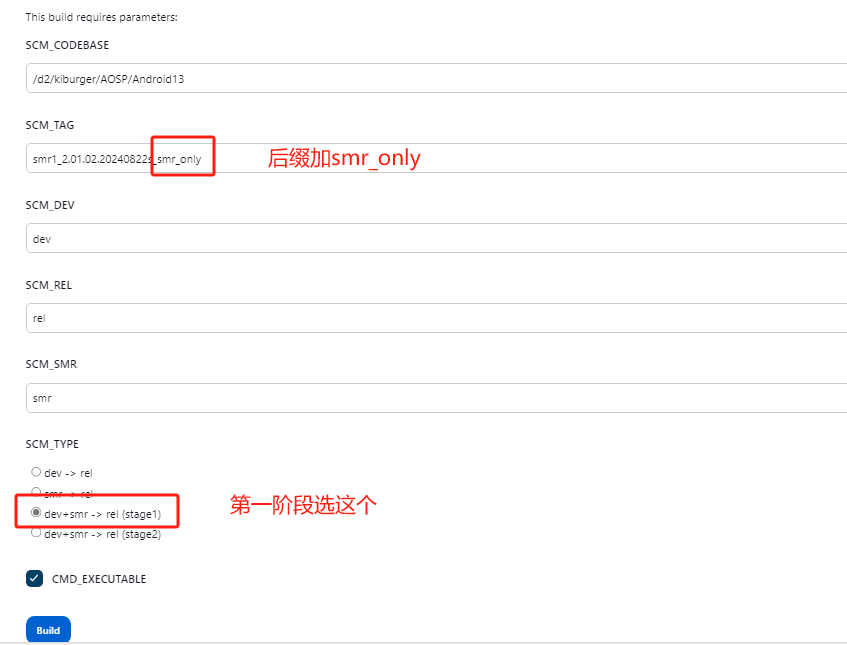 This build requires parameters:
SCM_CODEBASE
/d2/kiburger/AOSP/Android13
SCM_TAG
smr1_2.01.02.20240822s_smr_only
后缀加smr_only
SCM_DEV
dev
SCM_REL
rel
SCM_SMR
smr
SCM_TYPE
dev -> rel
smr -> rel
dev+smr -> rel (stage1)
第一阶段选这个
dev+smr -> rel (stage2)
CMD_EXECUTABLE
Build